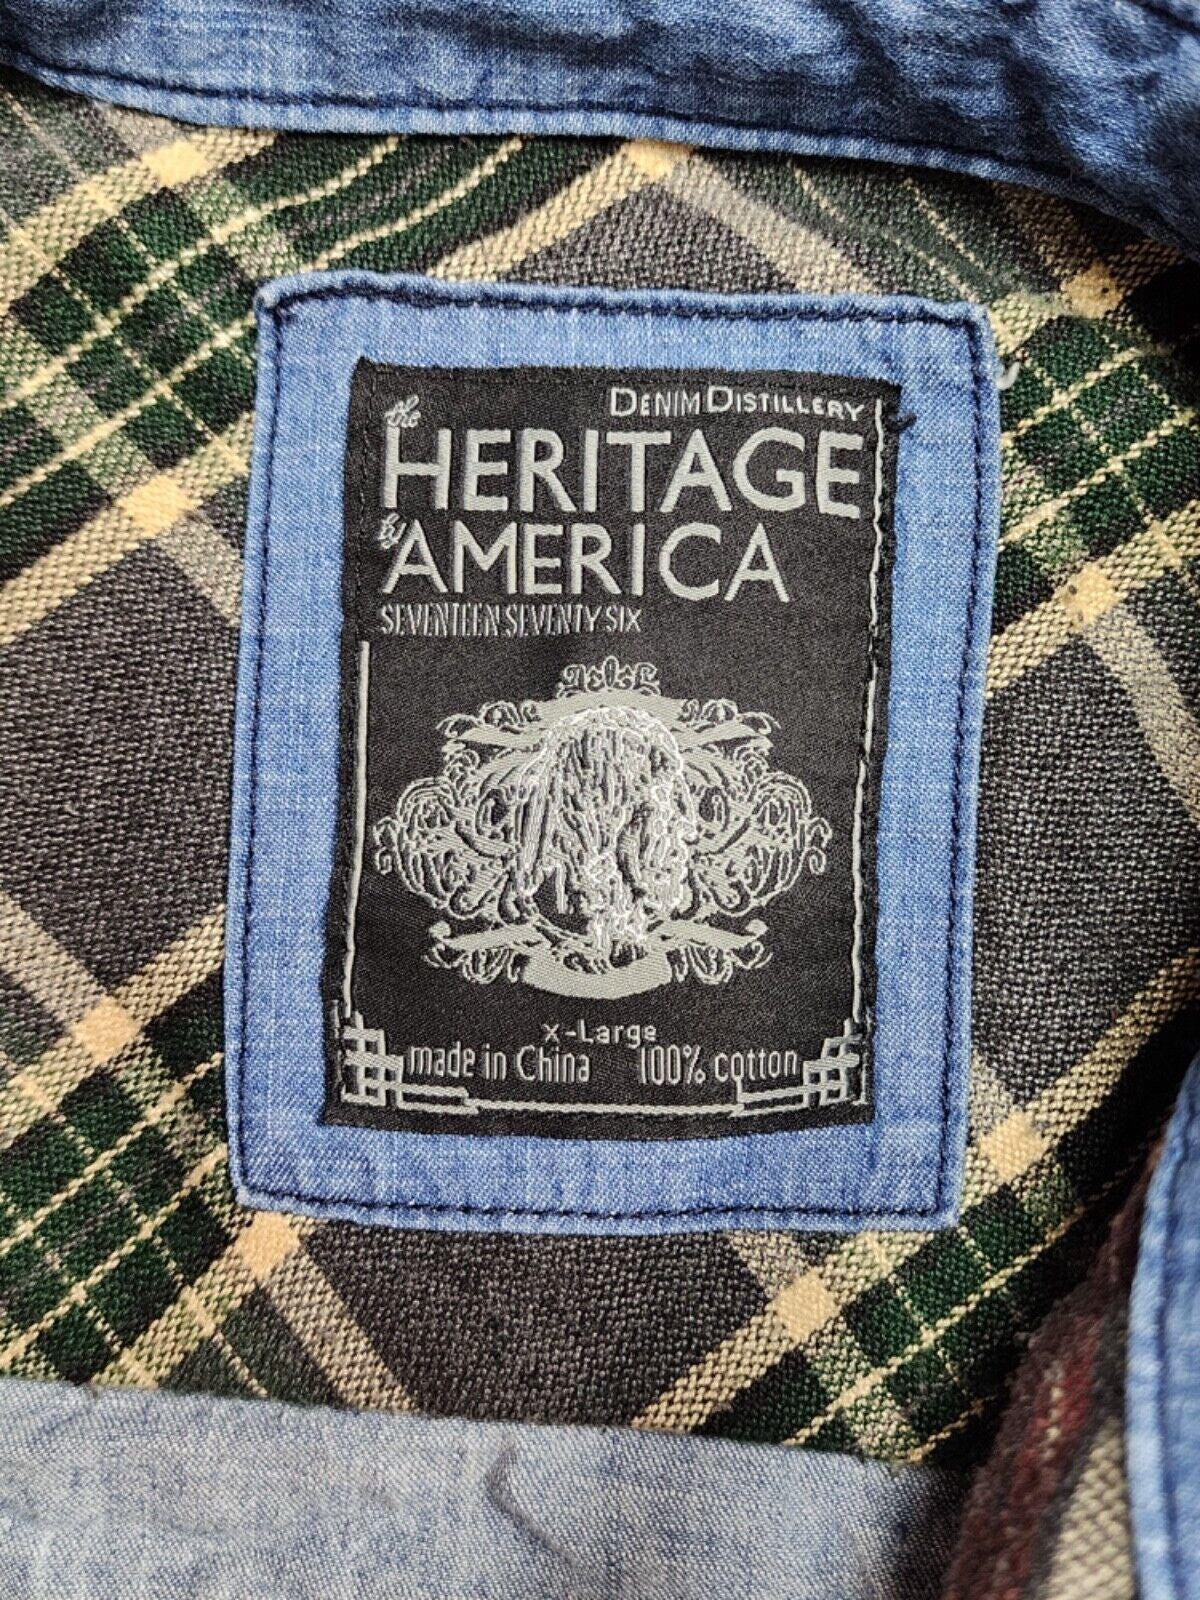 DENIM DISTILLERY
the
HERITAGE
by
AMERICA
SEVENTEEN SEVENTY SIX
X-Large
made in China 100% cotton